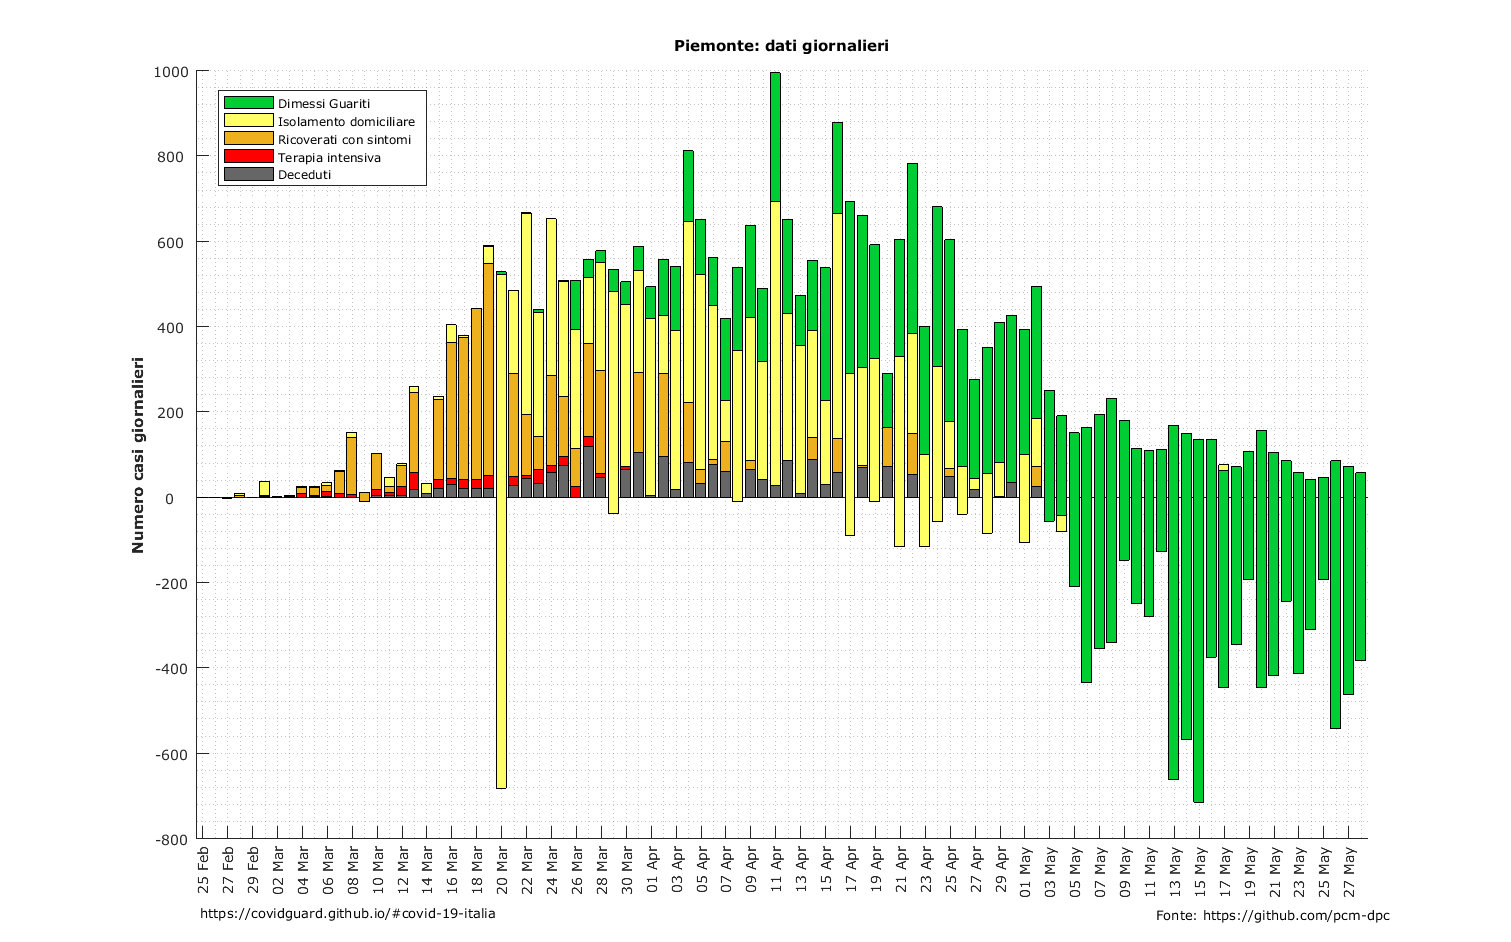 Piemonte: dati giornalieri
Dimessi Guariti
Isolamento domiciliare
Ricoverati con sintomi
Terapia intensiva
Deceduti
Numero casi giornalieri
1000
800
600
400
200
0
-200
-400
-600
-800
25 Feb
27 Feb
29 Feb
02 Mar
04 Mar
06 Mar
08 Mar
10 Mar
12 Mar
14 Mar
16 Mar
18 Mar
20 Mar
22 Mar
24 Mar
26 Mar
28 Mar
30 Mar
01 Apr
03 Apr
05 Apr
07 Apr
09 Apr
11 Apr
13 Apr
15 Apr
17 Apr
19 Apr
21 Apr
23 Apr
25 Apr
27 Apr
29 Apr
01 May
03 May
05 May
07 May
09 May
11 May
13 May
15 May
17 May
19 May
21 May
23 May
25 May
27 May
https://covidguard.github.io/#covid-19-italia
Fonte: https://github.com/pcm-dpc